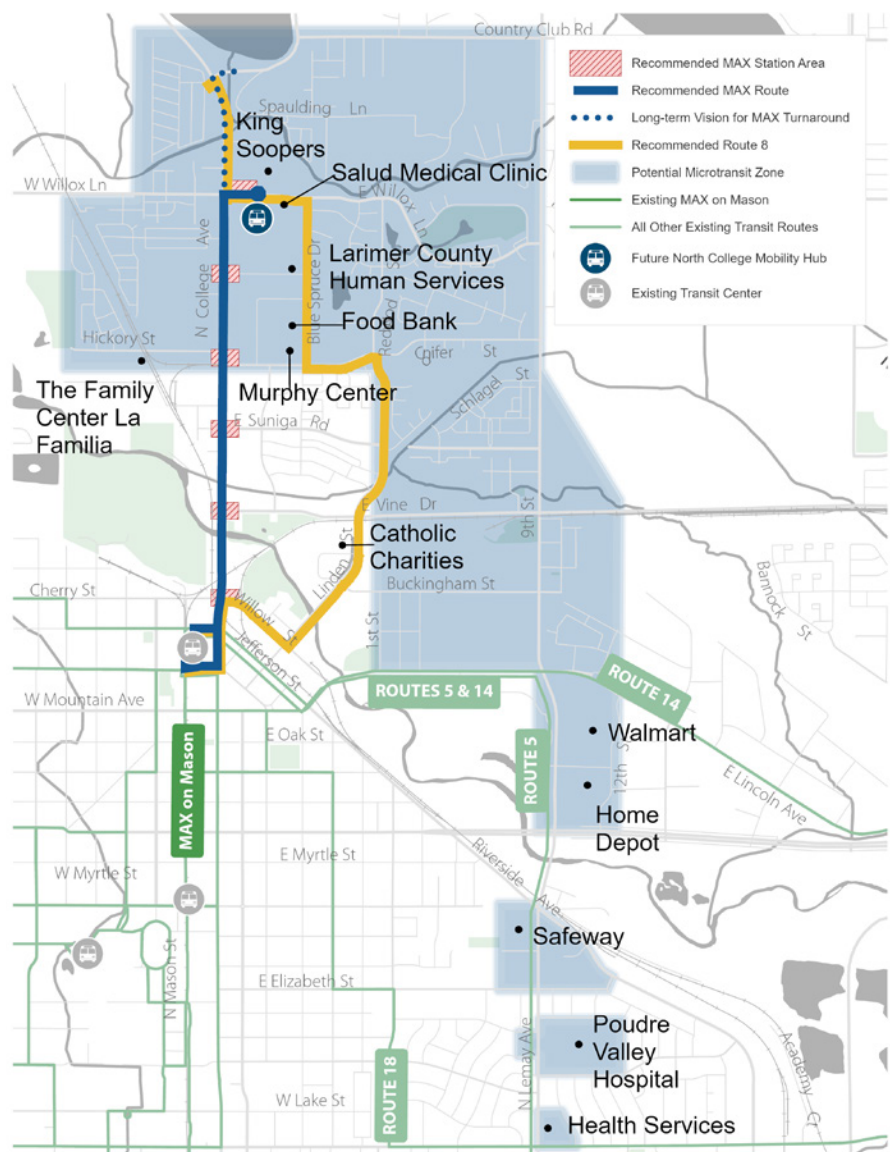 Country Club Rd
Recommended MAX Station Area
Recommended MAX Route
Long-term Vision for MAX Turnaround
Recommended Route 8
Potential Microtransit Zone
Existing MAX on Mason
All Other Existing Transit Routes
Future North College Mobility Hub
Existing Transit Center
Spaulding Ln
King
Soopers
Salud Medical Clinic
W Willox Ln
E Willox Ln
N College Ave
Blue Spruce Dr
Larimer County
Human Services
Food Bank
Hickory St
Conifer St
Murphy Center
The Family
Center La
Familia
E Suniga Rd
Schlagel St
E Vine Dr
9th St
Catholic
Charities
Linden St
Buckingham St
Bannock St
Cherry St
Willow St
Jefferson St
1st St
W Mountain Ave
ROUTES 5 & 14
ROUTE 14
E Oak St
MAX on Mason
ROUTE 5
12th St
Walmart
E Lincoln Ave
Home
Depot
E Myrtle St
W Myrtle St
Riverside Ave
Safeway
N Mason St
E Elizabeth St
N Lemay Ave
Poudre
Valley
Hospital
Academy Ct
ROUTE 18
W Lake St
Health Services